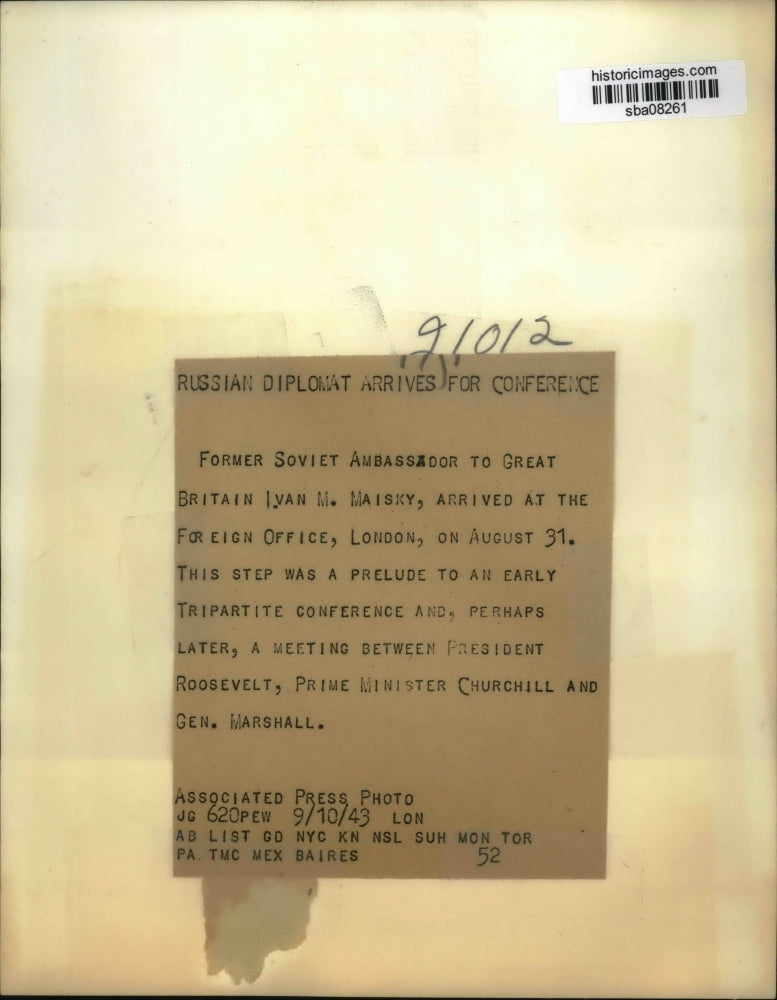 historicimages.com
sba08261
91012
RUSSIAN DIPLOMAT ARRIVES FOR CONFERENCE
FORMER SOVIET AMBASSADOR TO GREAT
BRITAIN IVAN M. MAISKY, ARRIVED AT THE
FOREIGN OFFICE, LONDON, ON AUGUST 31.
THIS STEP WAS A PRELUDE TO AN EARLY
TRIPARTITE CONFERENCE AND, PERHAPS
LATER, A MEETING BETWEEN PRESIDENT
ROOSEVELT, PRIME MINISTER CHURCHILL AND
GEN. MARSHALL.
ASSOCIATED PRESS PHOTO
JG 620PEW 9/10/43 LON
AB LIST GD NYC KN NSL SUH MON TOR
PA. TMC MEX BAIRES 52